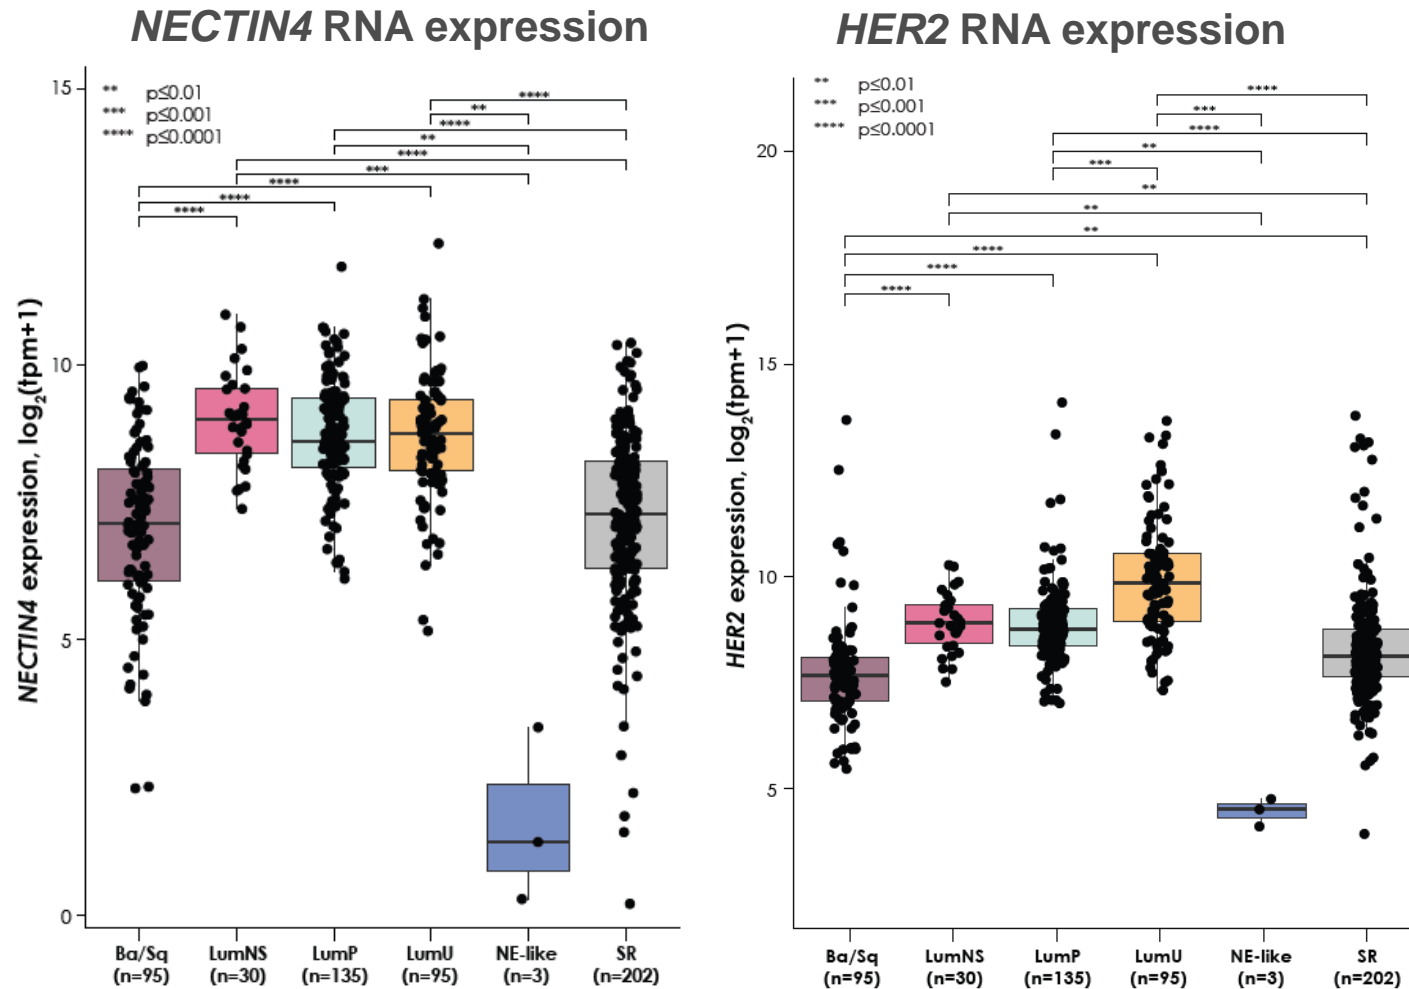 NECTIN4 RNA expression
** p≤0.01
*** p≤0.001
**** p≤0.0001
****
**
****
**
****
***
****
****
****
NECTIN4 expression, log2(tpm+1)
15
10
5
0
Ba/Sq LumNS LumP LumU NE-like SR
(n=95) (n=30) (n=135) (n=95) (n=3) (n=202)
HER2 RNA expression
** p≤0.01
*** p≤0.001
**** p≤0.0001
****
***
****
**
***
**
**
**
****
****
****
HER2 expression, log2(tpm+1)
20
15
10
5
Ba/Sq LumNS LumP LumU NE-like SR
(n=95) (n=30) (n=135) (n=95) (n=3) (n=202)